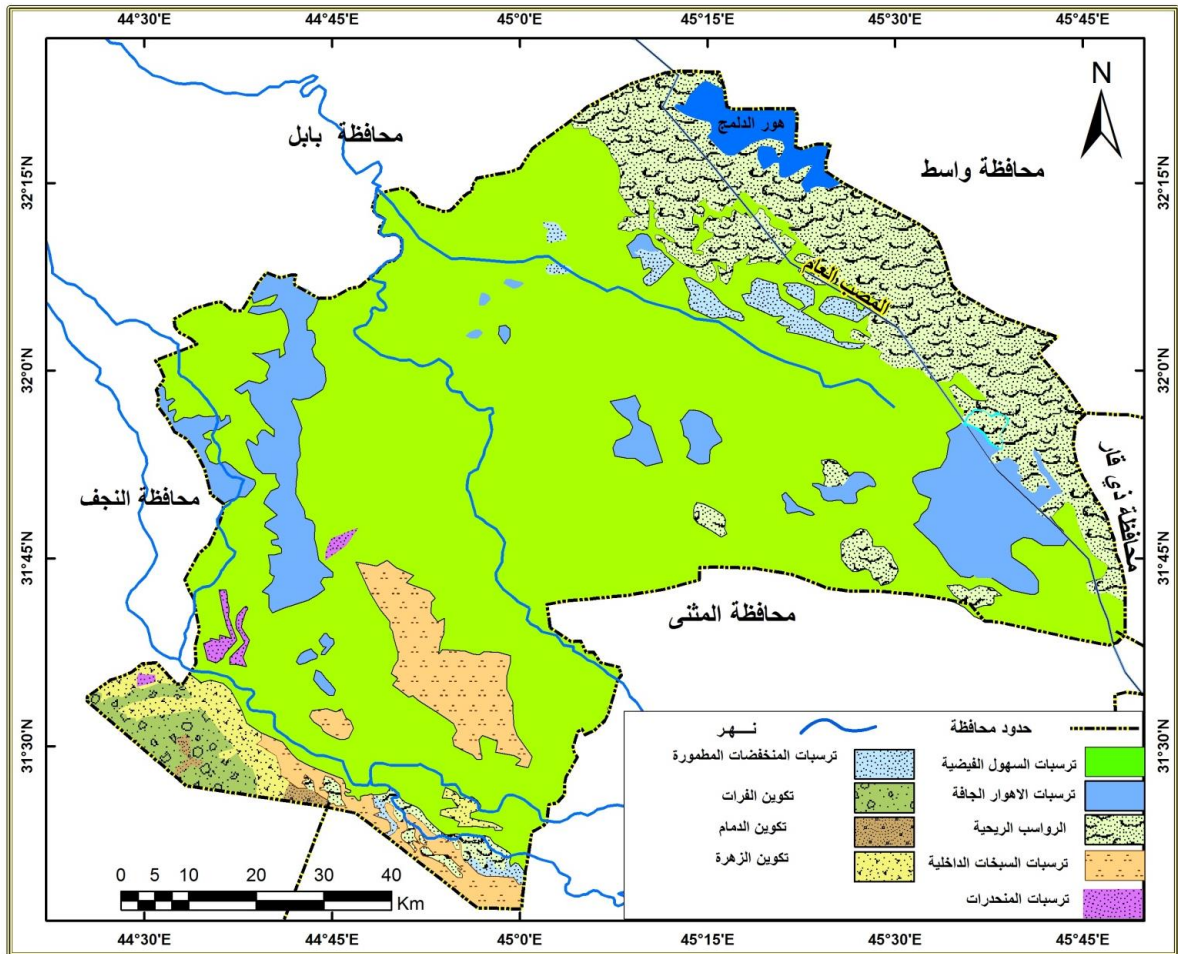 44°30'E 44°45'E 45°0'E 45°15'E 45°30'E 45°45'E
N
هور الدلمج
محافظة بابل
محافظة واسط
32°15'N 32°15'N
المصب العام
32°0'N 32°0'N
محافظة ذي قار
محافظة النجف
31°45'N 31°45'N
محافظة المثنى
31°30'N 31°30'N
حدود محافظة
نـــهر
ترسبات السهول الفيضية
ترسبات المنخفضات المطمورة
ترسبات الاهوار الجافة
تكوين الفرات
الرواسب الريحية
تكوين الدمام
ترسبات السبخات الداخلية
تكوين الزهرة
ترسبات المنحدرات
0 5 10 20 30 40
Km
44°30'E 44°45'E 45°0'E 45°15'E 45°30'E 45°45'E